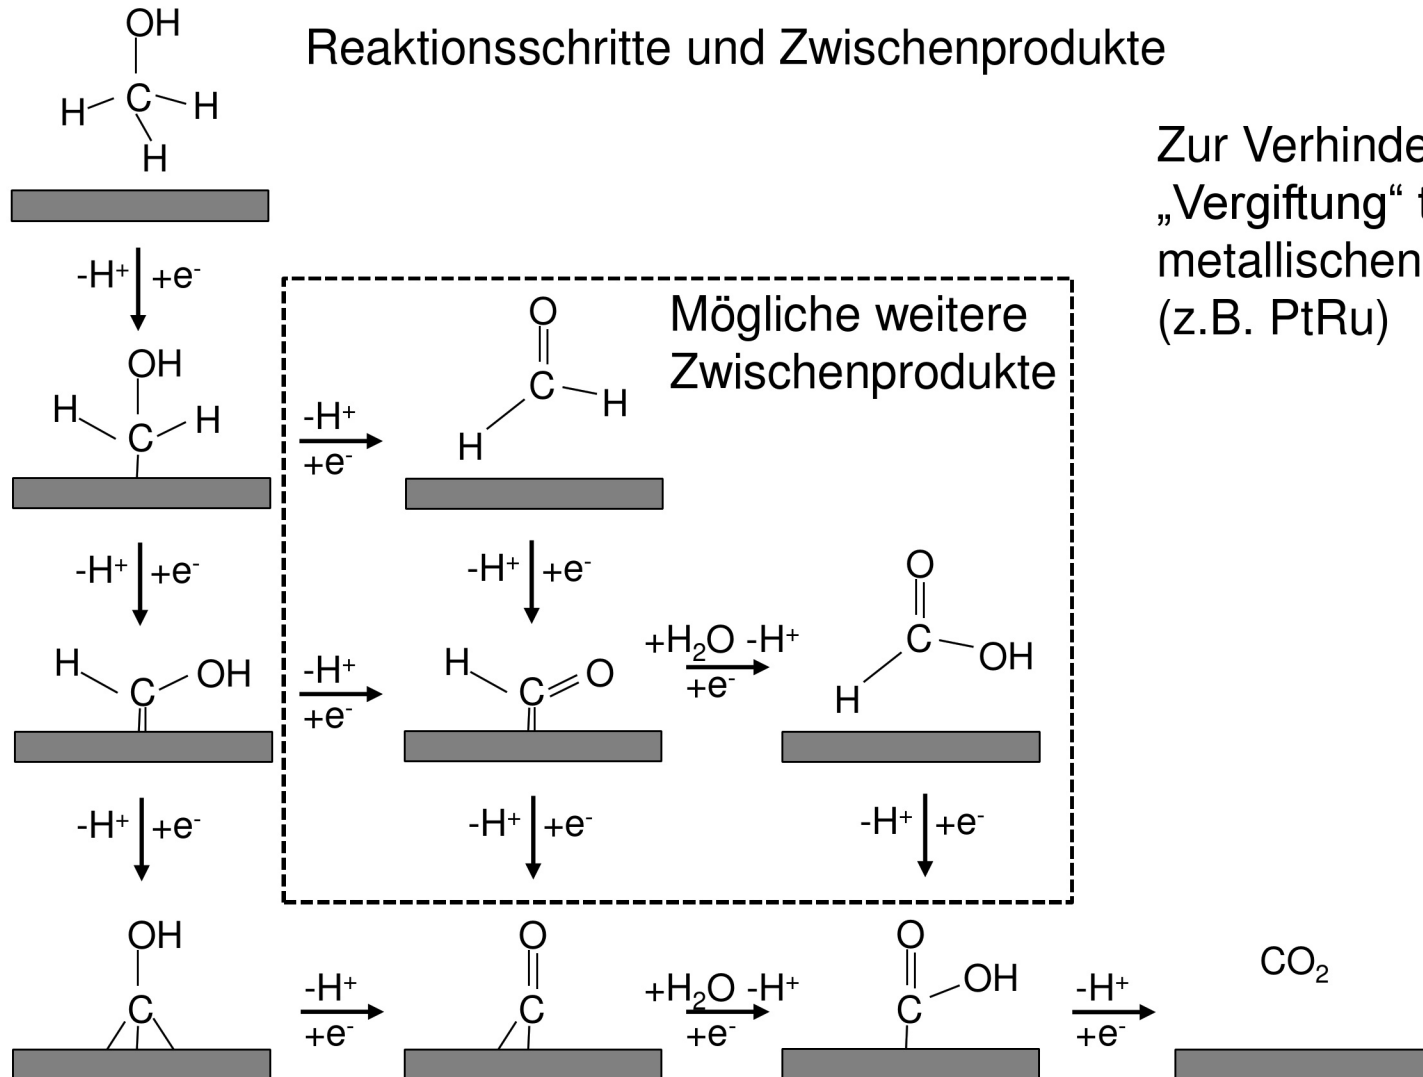 Reaktionsschritte und Zwischenprodukte
OH
H C H
H
Zur Verhinde
„Vergiftung“ t
metallischen
(z.B. PtRu)
-H⁺ +e⁻
Mögliche weitere
Zwischenprodukte
OH
H C H
-H⁺
+e⁻
O
C H
H
-H⁺ +e⁻
-H⁺ +e⁻
H C OH
-H⁺
+e⁻
H C O
+H₂O -H⁺
+e⁻
O
C OH
H
-H⁺ +e⁻
-H⁺ +e⁻
-H⁺ +e⁻
OH
C
-H⁺
+e⁻
O
C
+H₂O -H⁺
+e⁻
O
C OH
-H⁺
+e⁻
CO₂